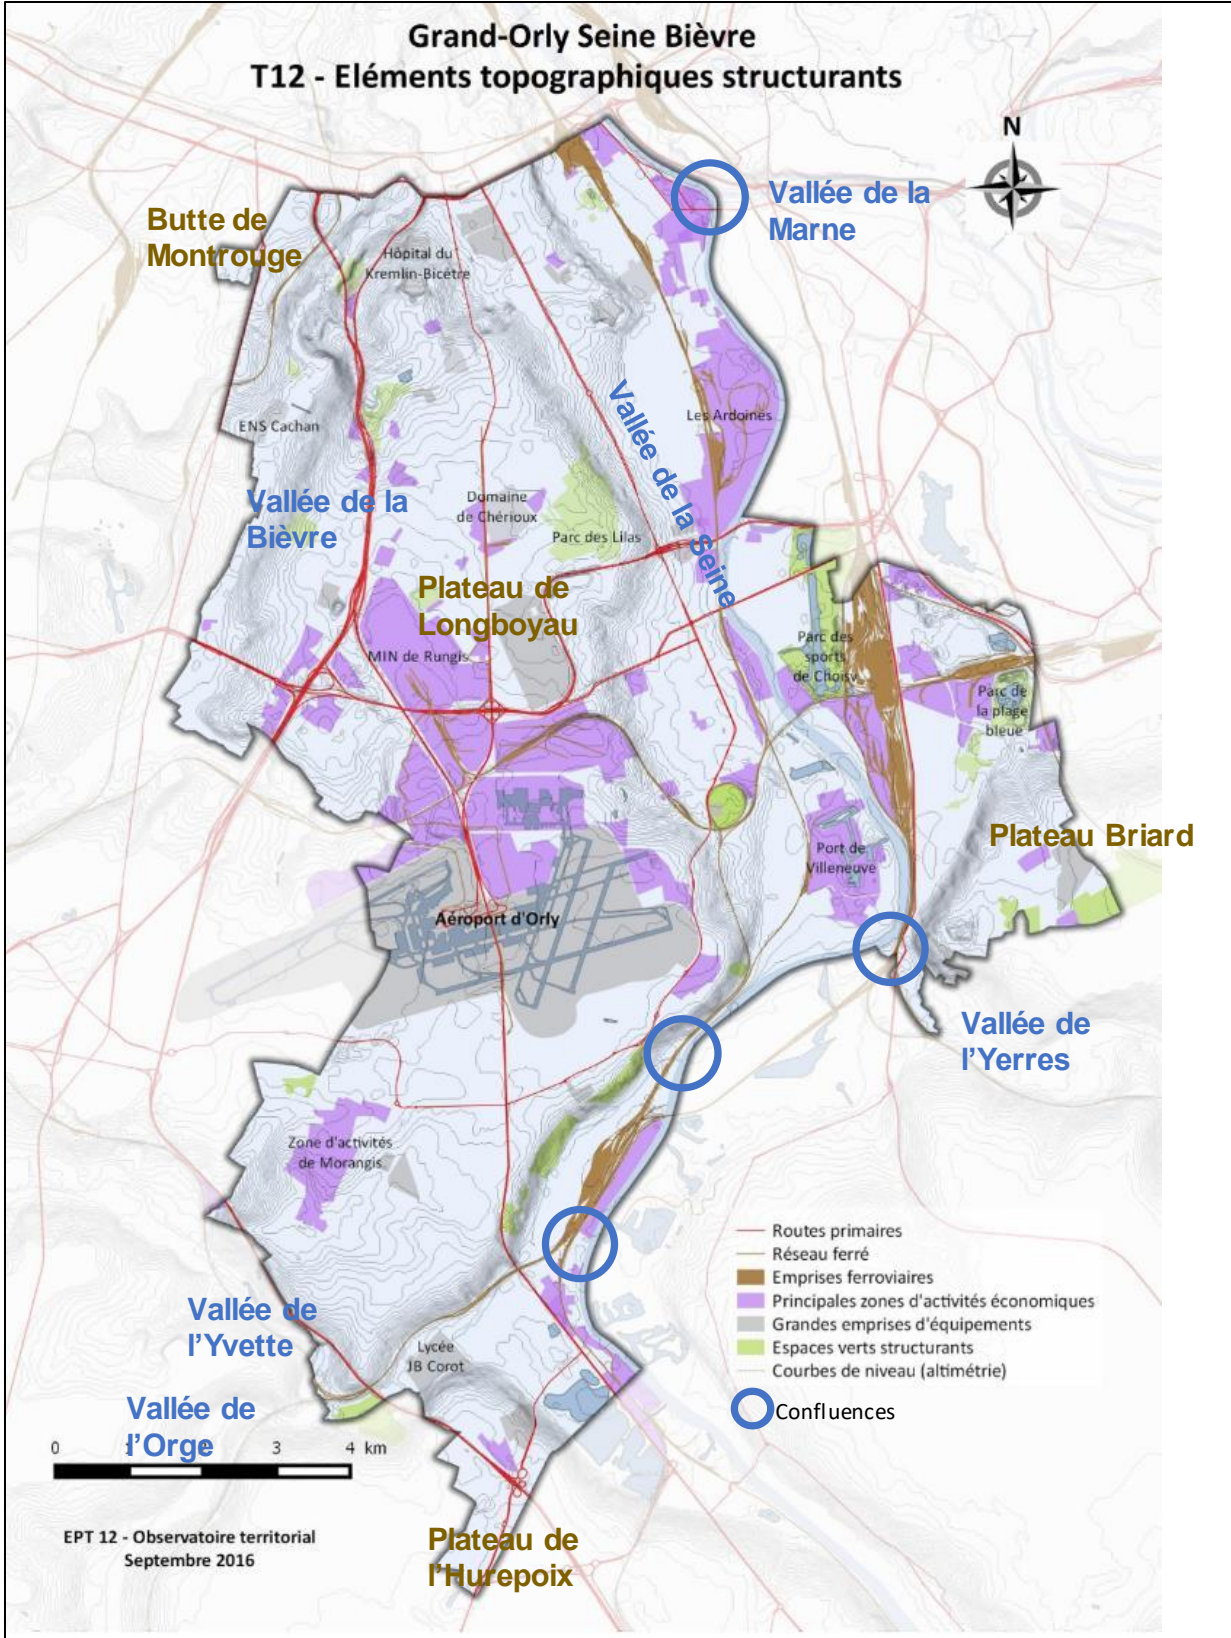 Grand-Orly Seine Bièvre
T12 - Eléments topographiques structurants
N
Vallée de la
Marne
Butte de
Montrouge
Hôpital du
Kremlin-Bicêtre
Les Ardoines
ENS Cachan
Vallée de la Seine
Vallée de la
Bièvre
Domaine
de Chérioux
Parc des Lilas
Plateau de
Longboyau
MIN de Rungis
Parc des
sports
de Choisy
Parc de
la plage
bleue
Plateau Briard
Port de
Villeneuve
Aéroport d'Orly
Vallée de
l’Yerres
Zone d'activités
de Morangis
Vallée de
l’Yvette
Lycée
JB Corot
Vallée de
l’Orge
Routes primaires
Réseau ferré
Emprises ferroviaires
Principales zones d'activités économiques
Grandes emprises d'équipements
Espaces verts structurants
Courbes de niveau (altimétrie)
Confluences
0 1 2 3 4 km
EPT 12 - Observatoire territorial
Septembre 2016
Plateau de
l’Hurepoix